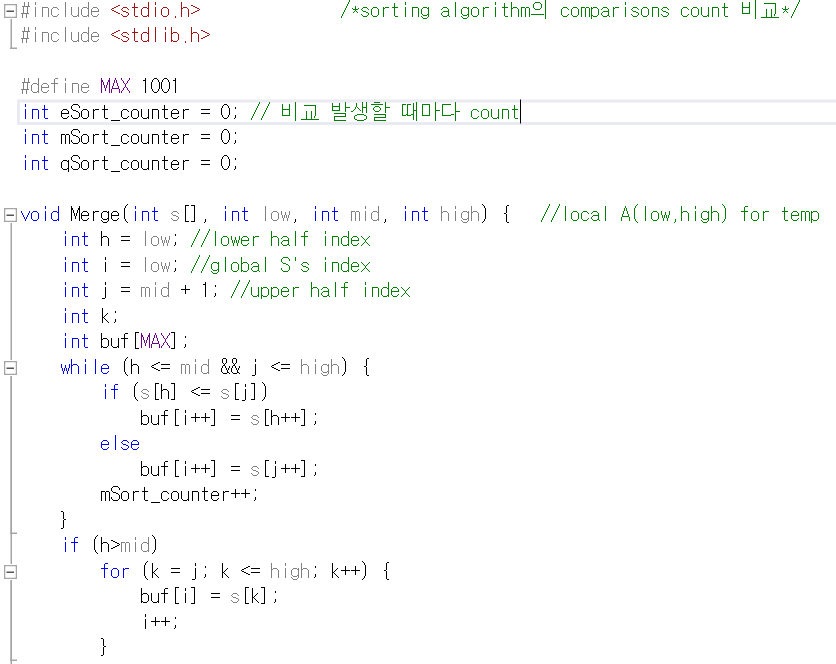 #include <stdio.h> /*sorting algorithm의 comparisons count 비교*/
#include <stdlib.h>
#define MAX 1001
int eSort_counter = 0; // 비교 발생할 때마다 count
int mSort_counter = 0;
int qSort_counter = 0;
void Merge(int s[], int low, int mid, int high) { //local A(low,high) for temp
int h = low; //lower half index
int i = low; //global S's index
int j = mid + 1; //upper half index
int k;
int buf[MAX];
while (h <= mid && j <= high) {
if (s[h] <= s[j])
buf[i++] = s[h++];
else
buf[i++] = s[j++];
mSort_counter++;
}
if (h>mid)
for (k = j; k <= high; k++) {
buf[i] = s[k];
i++;
}